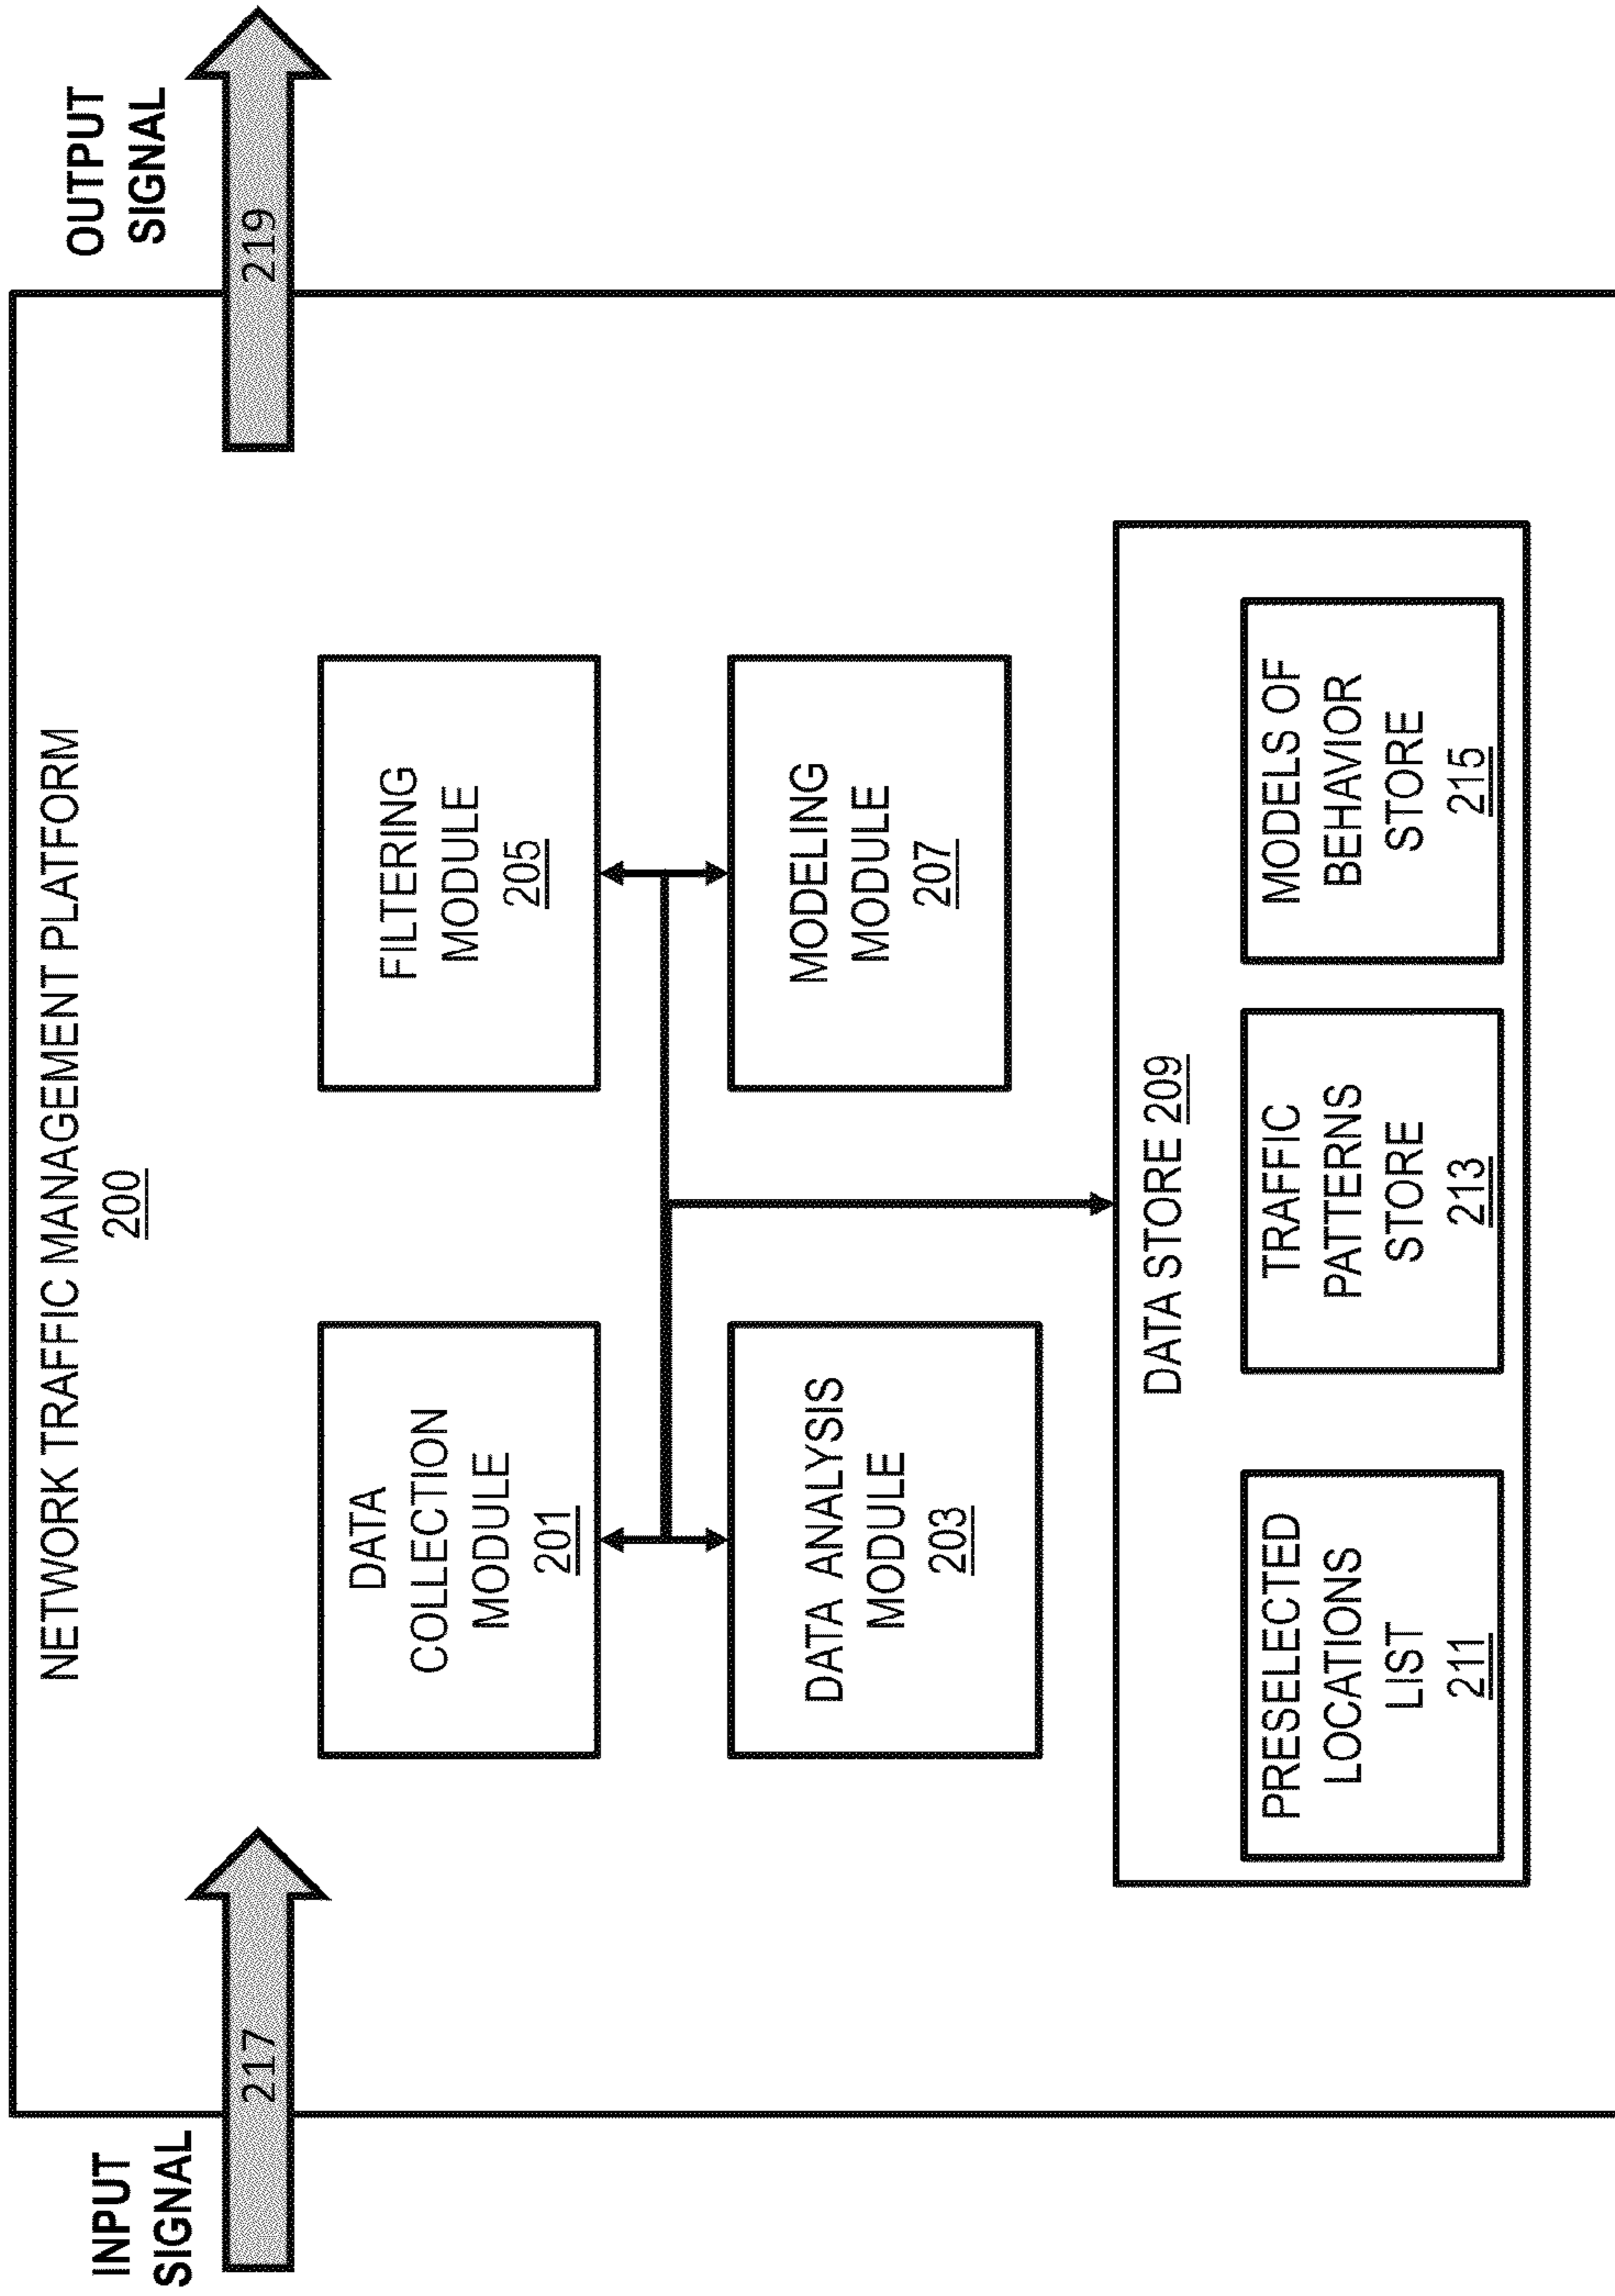 INPUT
SIGNAL
217
NETWORK TRAFFIC MANAGEMENT PLATFORM
200
OUTPUT
SIGNAL
219
DATA
COLLECTION
MODULE
201
FILTERING
MODULE
205
DATA ANALYSIS
MODULE
203
MODELING
MODULE
207
DATA STORE 209
PRESELECTED
LOCATIONS
LIST
211
TRAFFIC
PATTERNS
STORE
213
MODELS OF
BEHAVIOR
STORE
215